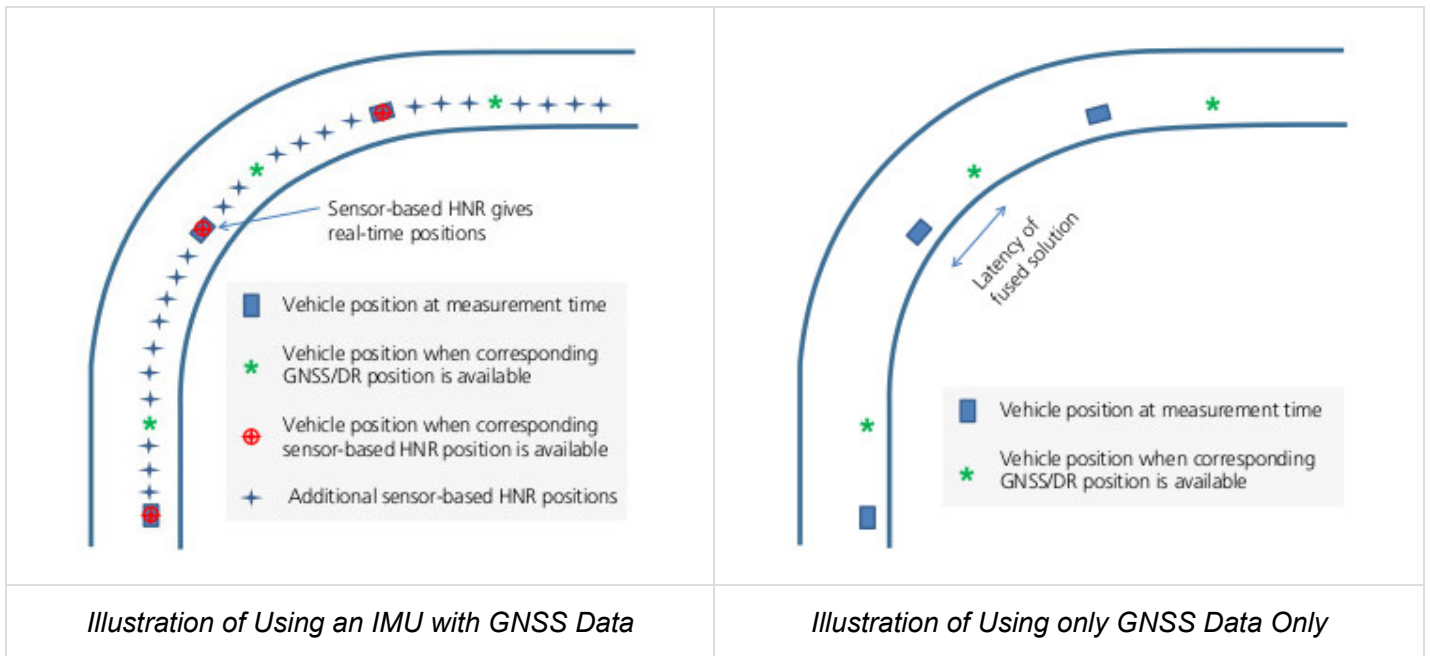 Sensor-based HNR gives
real-time positions
Vehicle position at measurement time
Vehicle position when corresponding
GNSS/DR position is available
Vehicle position when corresponding
sensor-based HNR position is available
Additional sensor-based HNR positions
Illustration of Using an IMU with GNSS Data
Latency of
fused solution
Vehicle position at measurement time
Vehicle position when corresponding
GNSS/DR position is available
Illustration of Using only GNSS Data Only